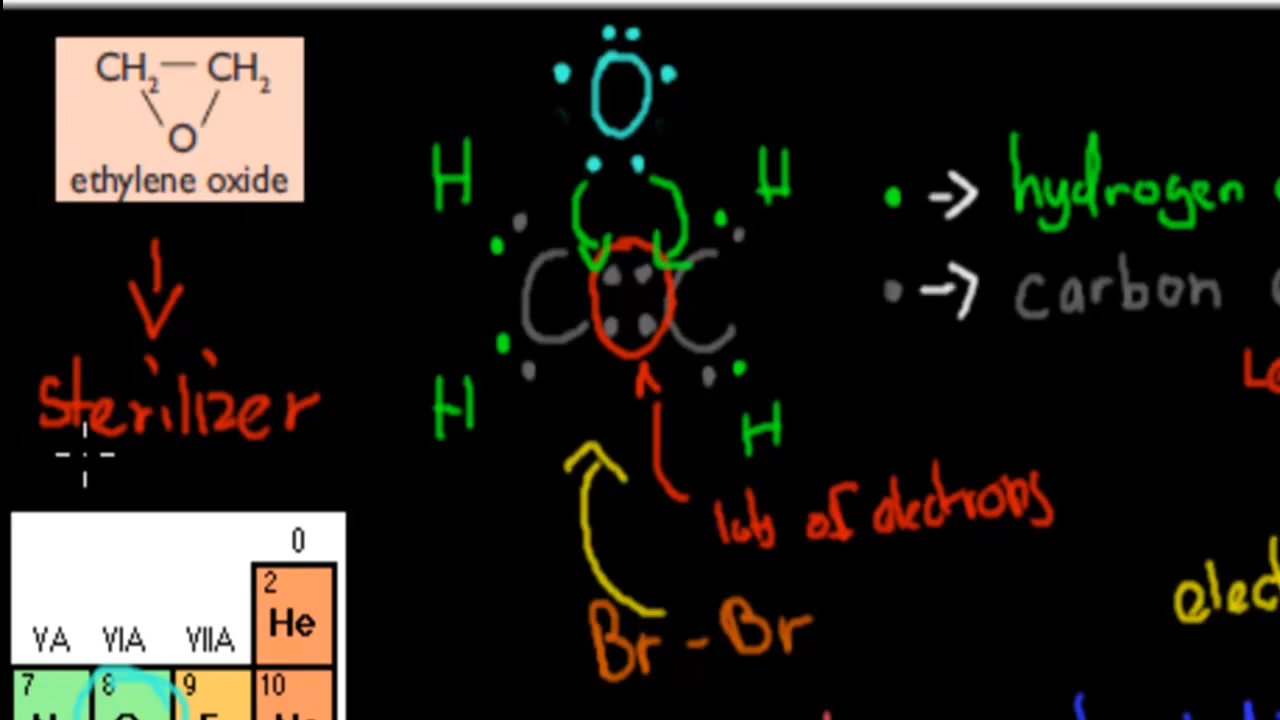 CH2 — CH2
O
ethylene oxide
sterilizer
O
H H
C C
H H
hydrogen
carbon
lots of electrons
Br - Br
0
2
He
VA VIA VIIA
7 8 9 10